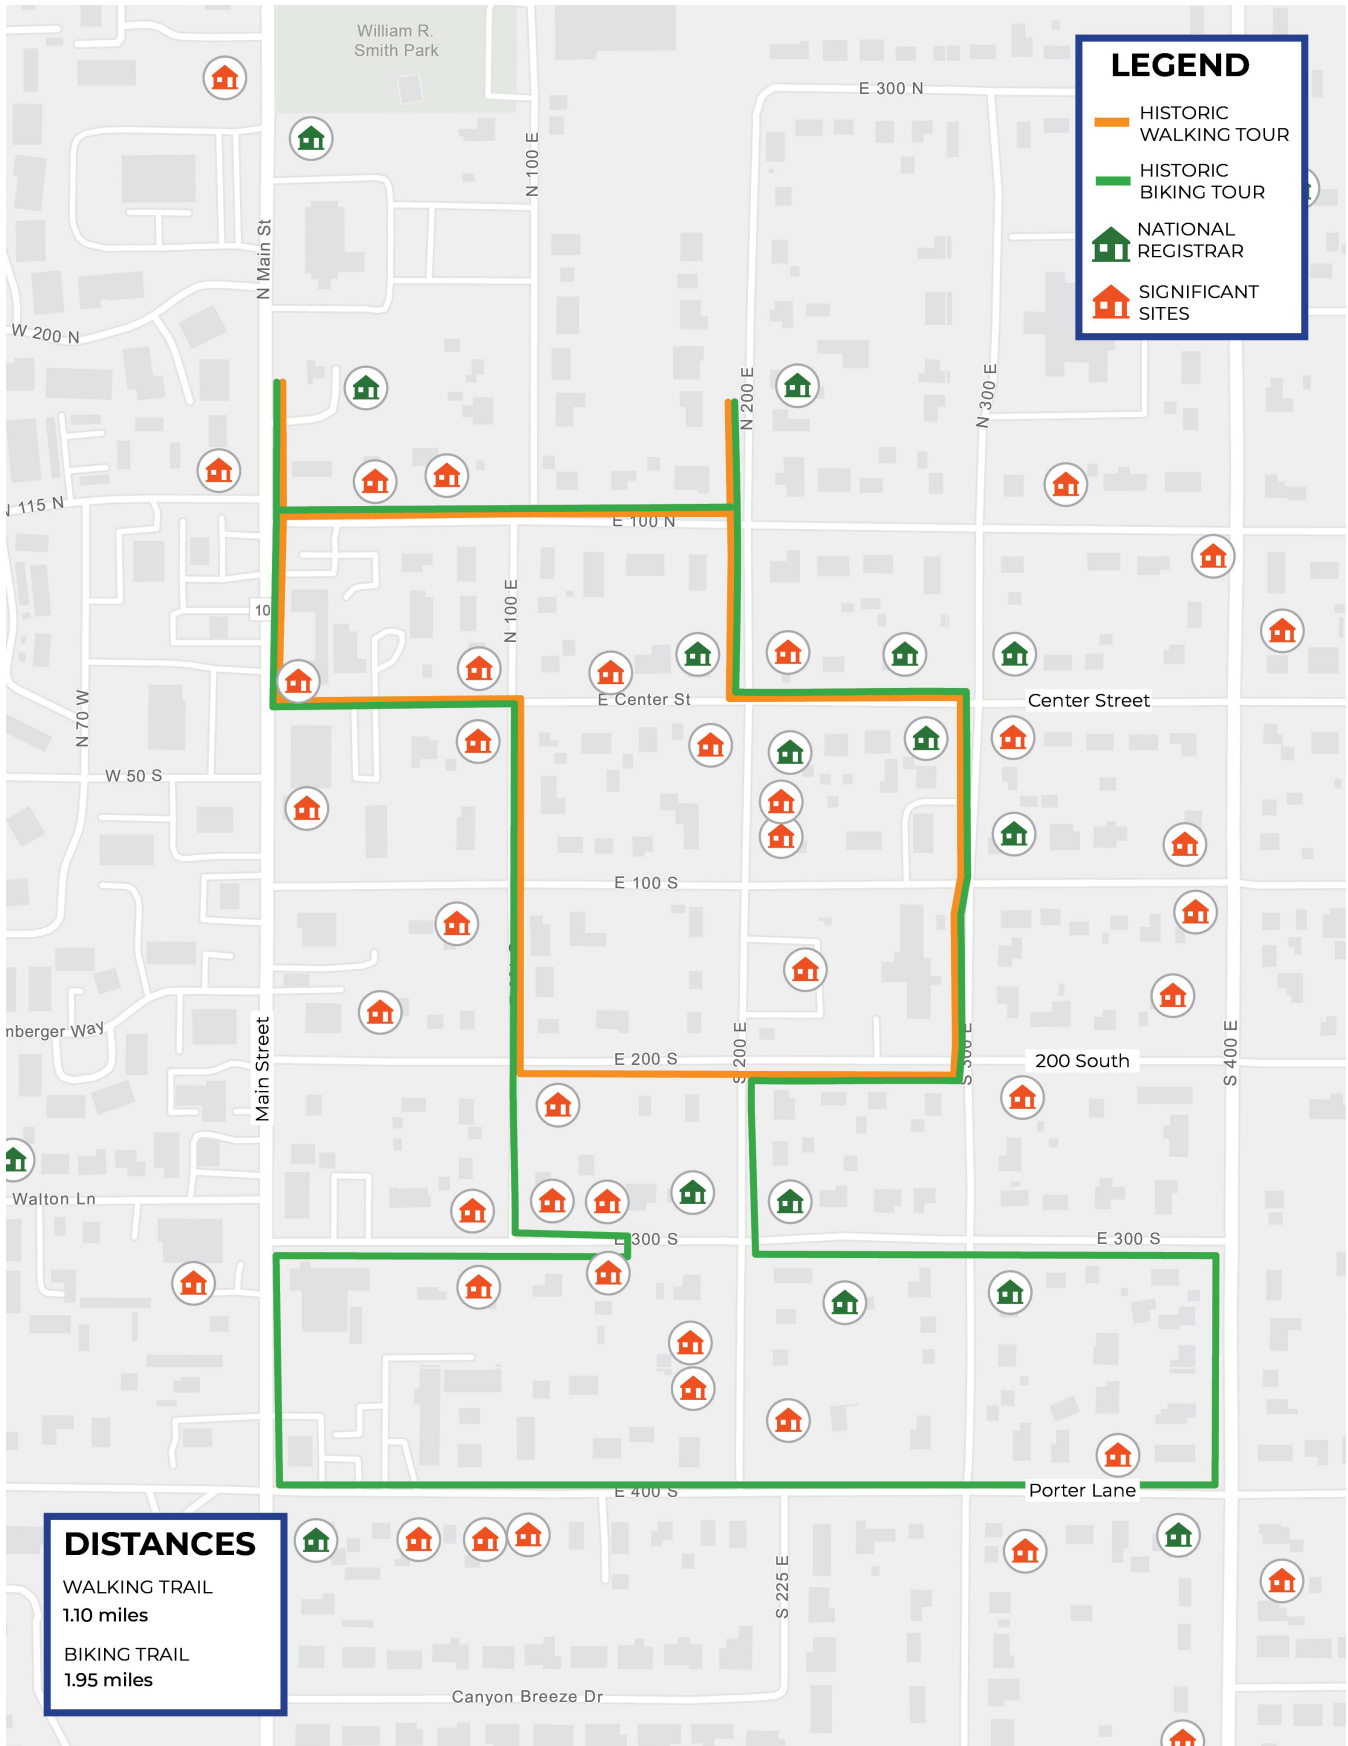 William R.
Smith Park
LEGEND
HISTORIC
WALKING TOUR
HISTORIC
BIKING TOUR
NATIONAL
REGISTRAR
SIGNIFICANT
SITES
E 300 N
N 100 E
N Main St
W 200 N
N 200 E
N 300 E
115 N
E 100 N
N 100 E
10
N 70 W
E Center St
Center Street
W 50 S
E 100 S
Main Street
E 200 S
S 200 E
S 300 E
200 South
S 400 E
Walton Ln
E 300 S
E 300 S
E 400 S
Porter Lane
S 225 E
Canyon Breeze Dr
DISTANCES
WALKING TRAIL
1.10 miles
BIKING TRAIL
1.95 miles